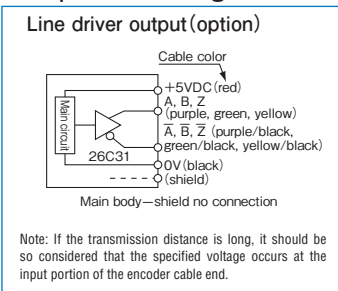 Line driver output(option)
Cable color
+5VDC(red)
A, B, Z
(purple, green, yellow)
A̅, B̅, Z̅ (purple/black,
green/black, yellow/black)
0V(black)
(shield)
Main circuit
26C31
Main body－shield no connection
Note: If the transmission distance is long, it should be
so considered that the specified voltage occurs at the
input portion of the encoder cable end.